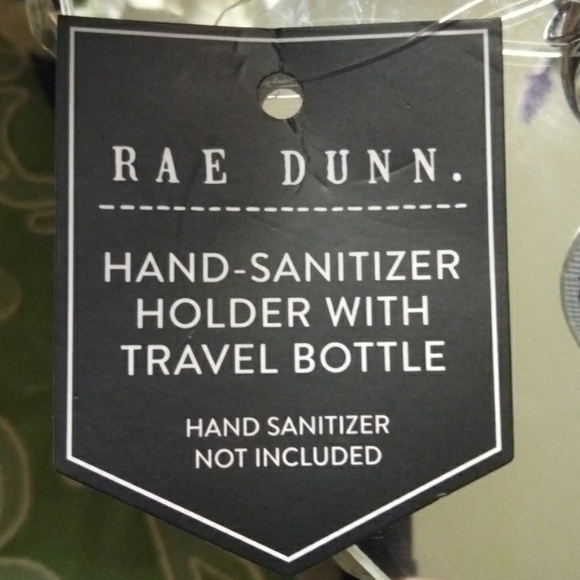 RAE DUNN.
HAND-SANITIZER
HOLDER WITH
TRAVEL BOTTLE
HAND SANITIZER
NOT INCLUDED